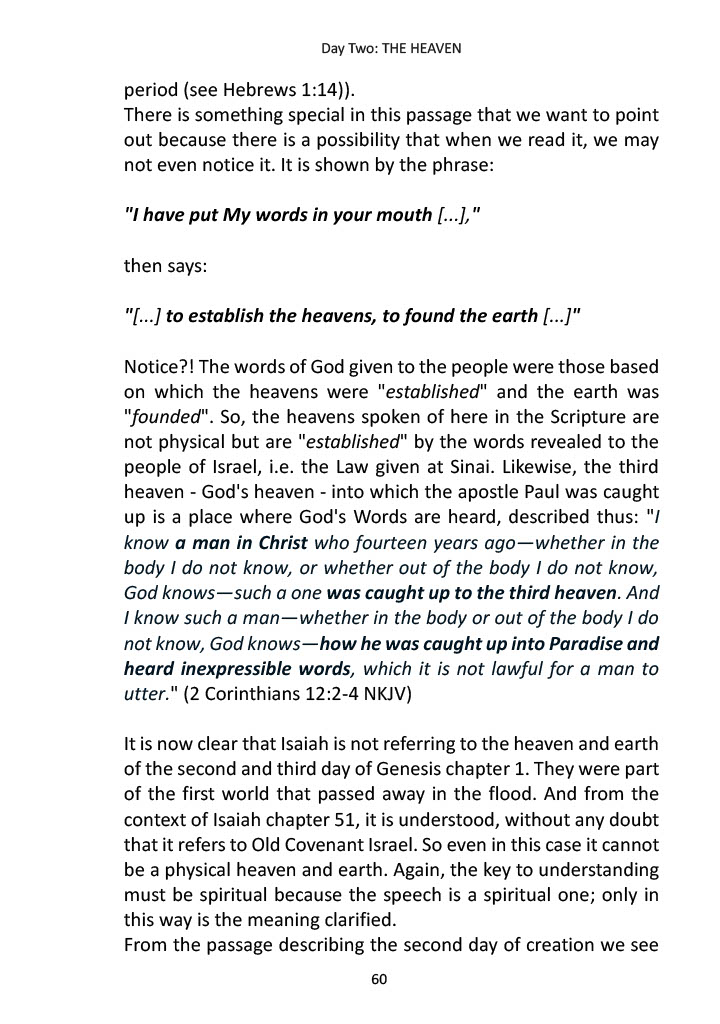 Day Two: THE HEAVEN
period (see Hebrews 1:14)).
There is something special in this passage that we want to point
out because there is a possibility that when we read it, we may
not even notice it. It is shown by the phrase:
"I have put My words in your mouth [...],"
then says:
"[...] to establish the heavens, to found the earth [...]"
Notice?! The words of God given to the people were those based
on which the heavens were "established" and the earth was
"founded". So, the heavens spoken of here in the Scripture are
not physical but are "established" by the words revealed to the
people of Israel, i.e. the Law given at Sinai. Likewise, the third
heaven - God's heaven - into which the apostle Paul was caught
up is a place where God's Words are heard, described thus: "I
know a man in Christ who fourteen years ago—whether in the
body I do not know, or whether out of the body I do not know,
God knows—such a one was caught up to the third heaven. And
I know such a man—whether in the body or out of the body I do
not know, God knows—how he was caught up into Paradise and
heard inexpressible words, which it is not lawful for a man to
utter." (2 Corinthians 12:2-4 NKJV)
It is now clear that Isaiah is not referring to the heaven and earth
of the second and third day of Genesis chapter 1. They were part
of the first world that passed away in the flood. And from the
context of Isaiah chapter 51, it is understood, without any doubt
that it refers to Old Covenant Israel. So even in this case it cannot
be a physical heaven and earth. Again, the key to understanding
must be spiritual because the speech is a spiritual one; only in
this way is the meaning clarified.
From the passage describing the second day of creation we see
60